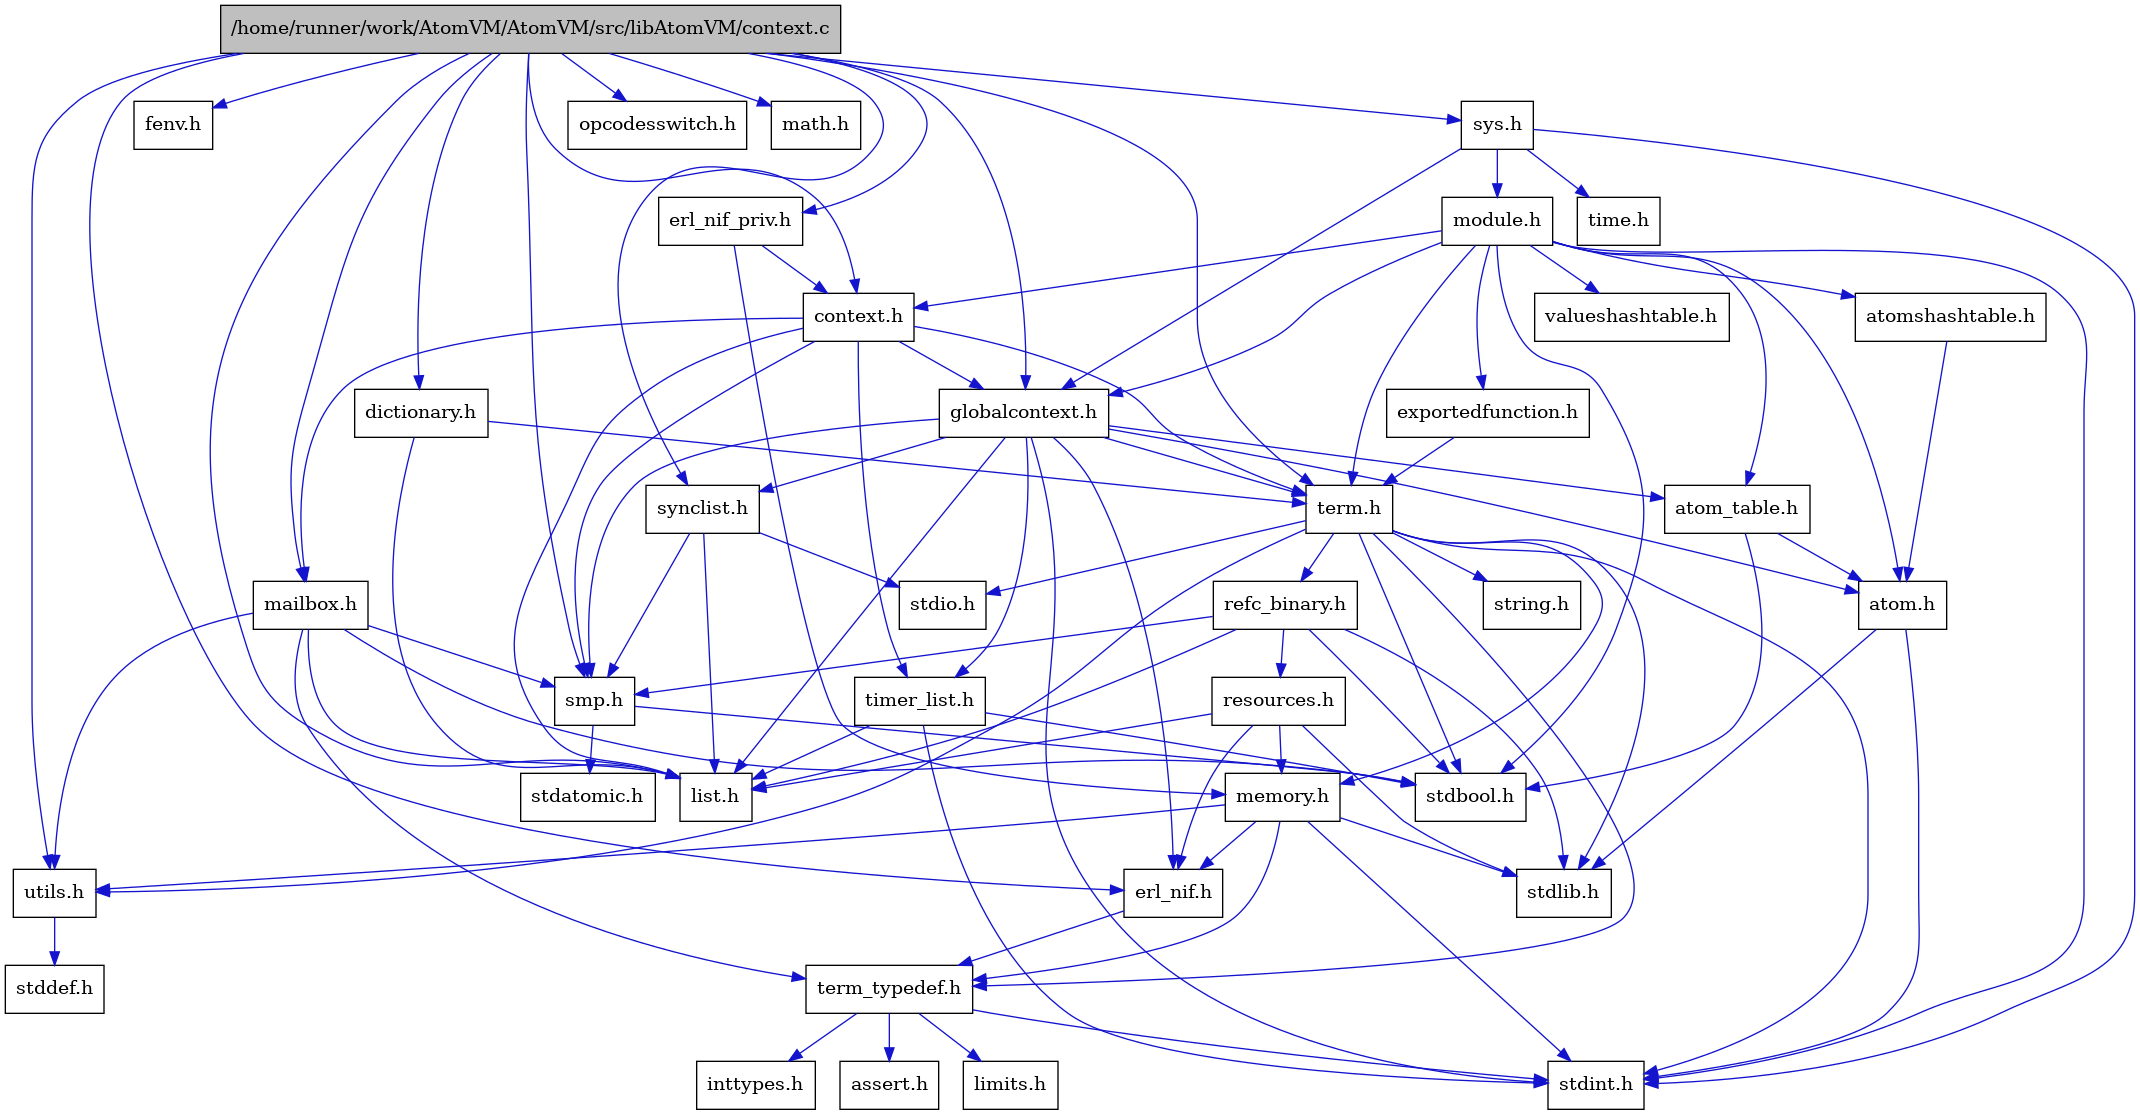 /home/runner/work/AtomVM/AtomVM/src/libAtomVM/context.c
fenv.h
opcodesswitch.h
math.h
sys.h
erl_nif_priv.h
module.h
time.h
context.h
valueshashtable.h
atomshashtable.h
dictionary.h
globalcontext.h
exportedfunction.h
synclist.h
term.h
atom_table.h
mailbox.h
stdio.h
refc_binary.h
string.h
atom.h
smp.h
timer_list.h
resources.h
stdatomic.h
list.h
memory.h
stdbool.h
utils.h
erl_nif.h
stdlib.h
stddef.h
term_typedef.h
inttypes.h
assert.h
limits.h
stdint.h